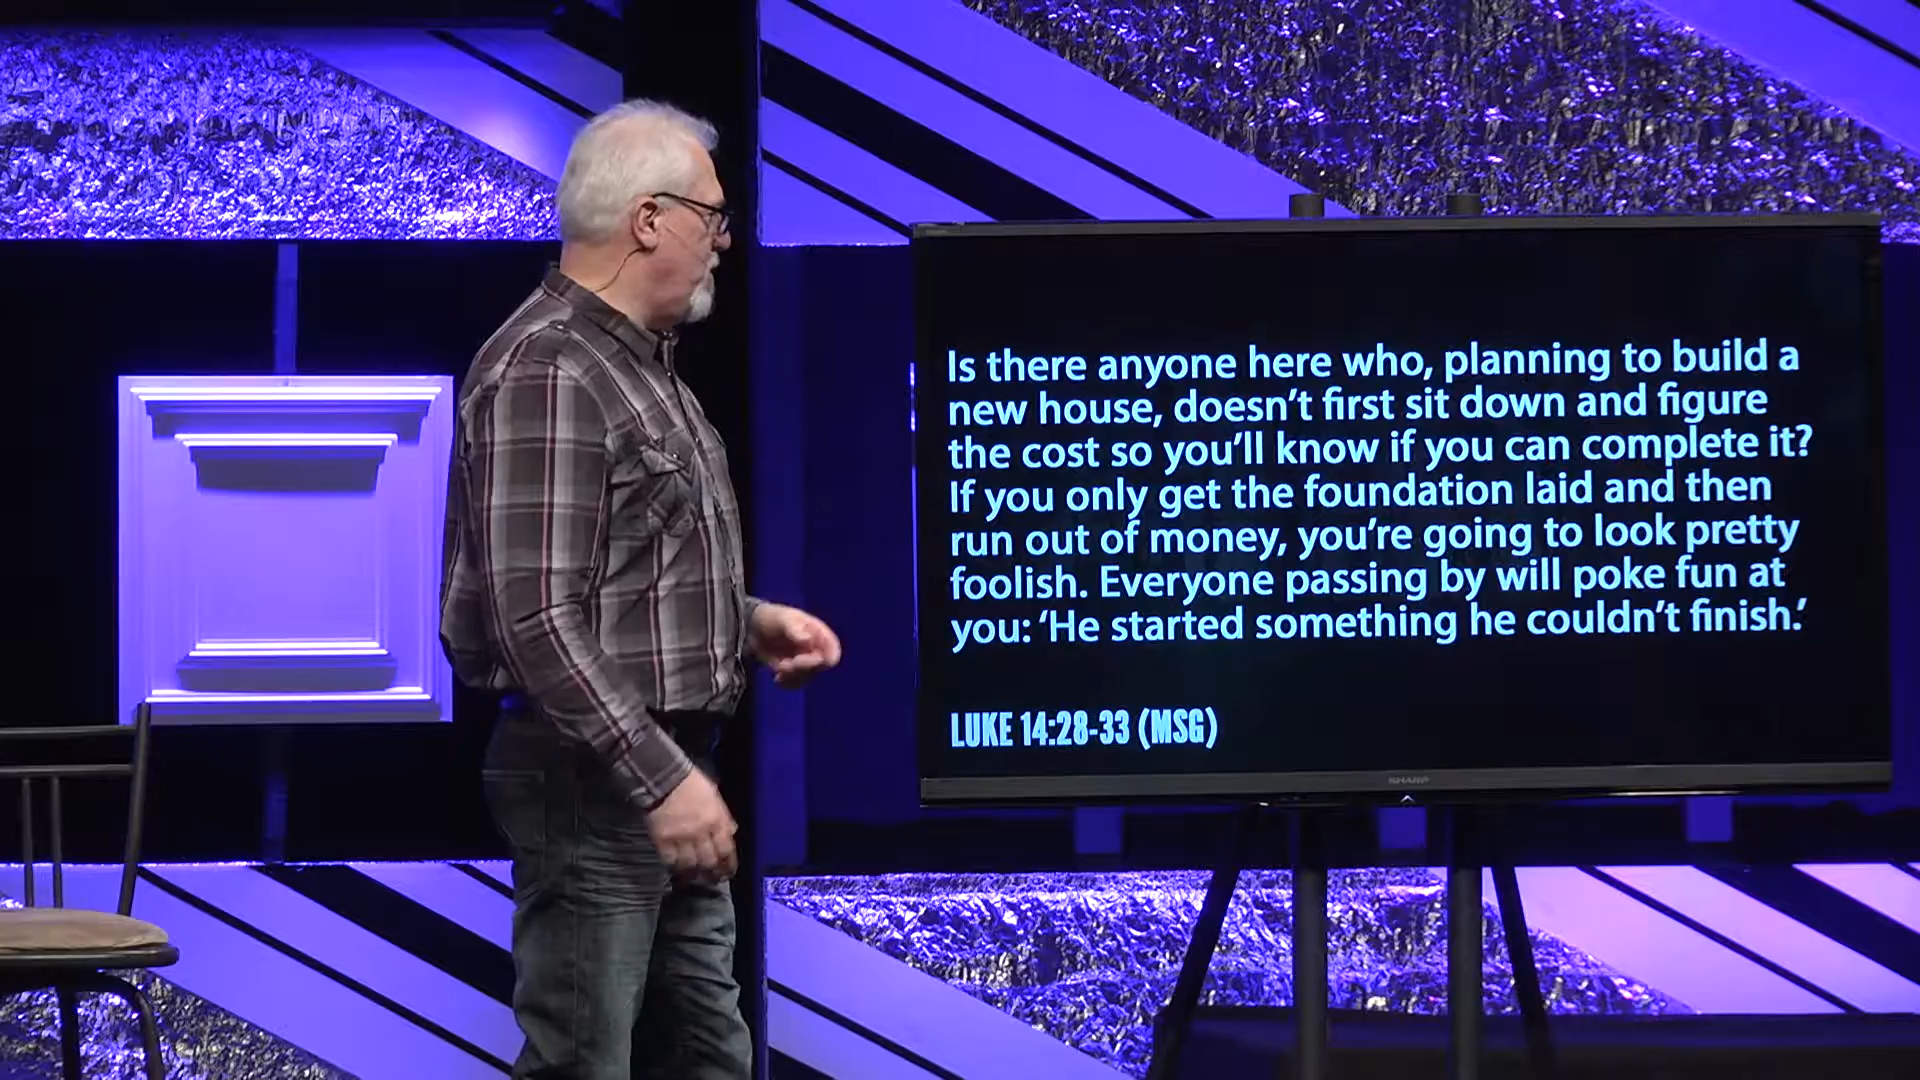 Is there anyone here who, planning to build a
new house, doesn’t first sit down and figure
the cost so you’ll know if you can complete it?
If you only get the foundation laid and then
run out of money, you’re going to look pretty
foolish. Everyone passing by will poke fun at
you: ‘He started something he couldn’t finish.’
LUKE 14:28-33 (MSG)
SHARP